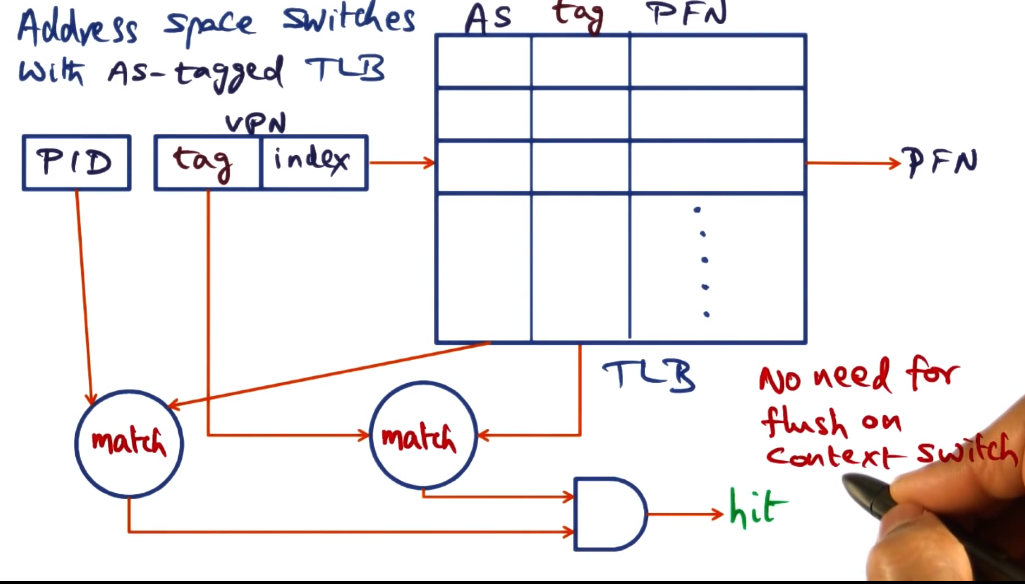 Address space switches
With AS-tagged TLB
AS tag PFN
VPN
PID tag index
PFN
TLB
match
match
No need for
flush on
context switch
hit